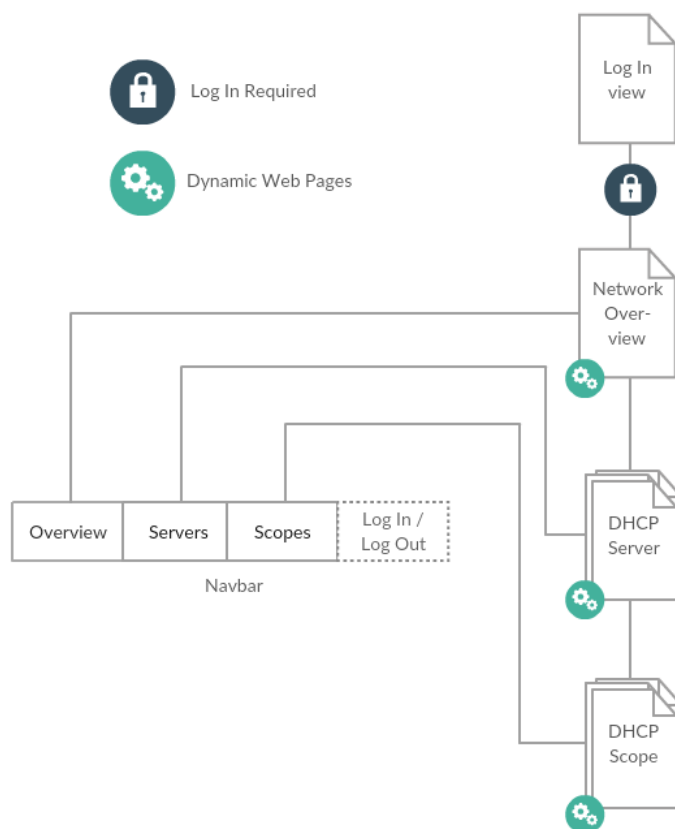 Log In
view
Log In Required
Dynamic Web Pages
Network
Over-
view
Overview
Servers
Scopes
Log In /
Log Out
Navbar
DHCP
Server
DHCP
Scope